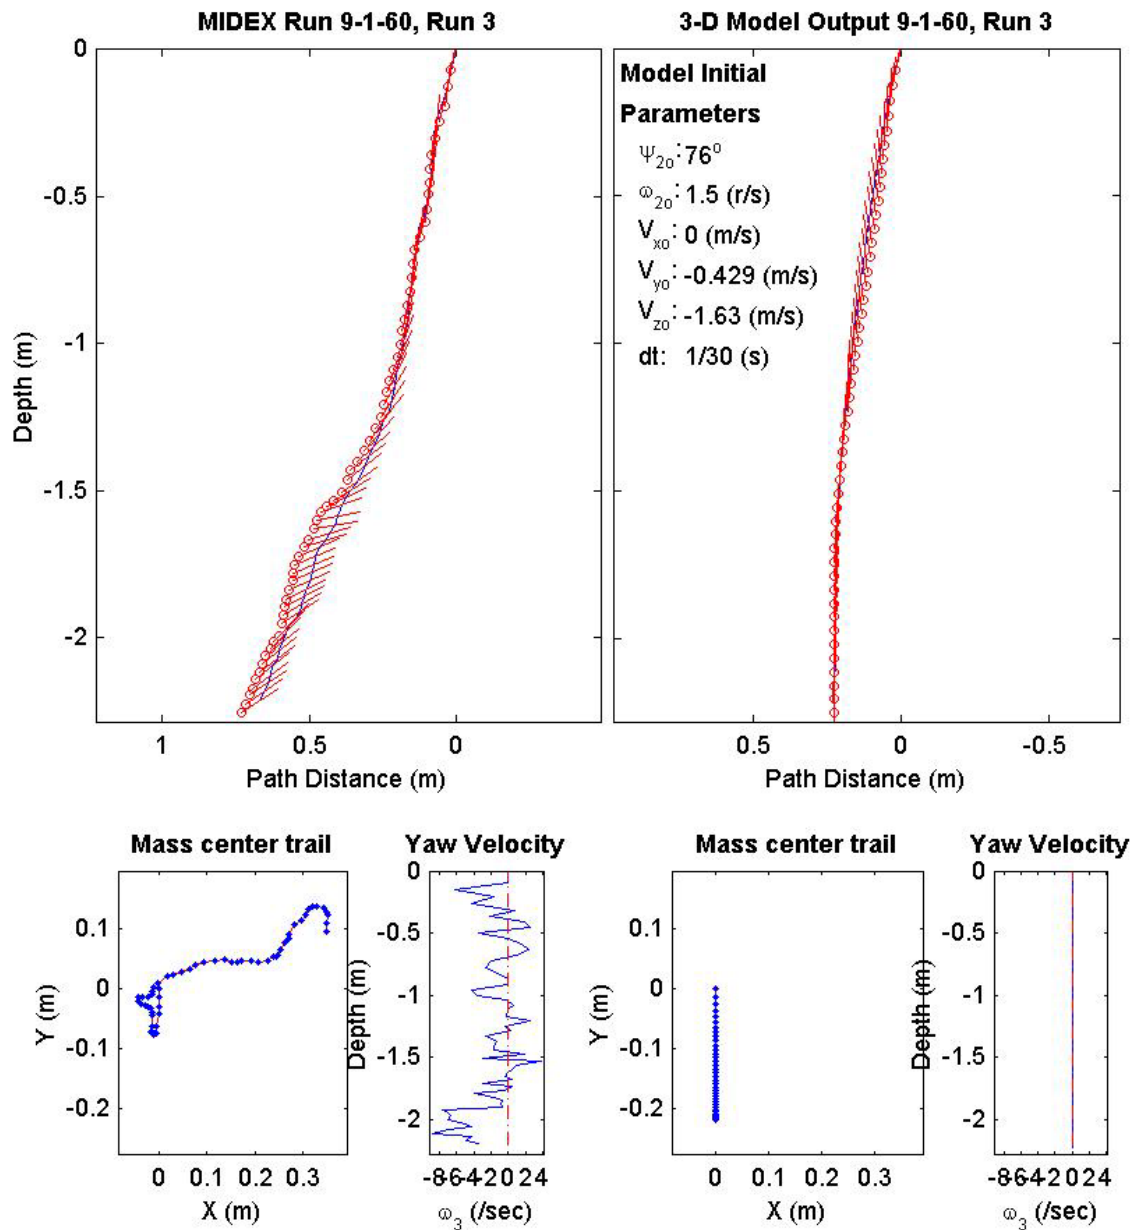 MIDEX Run 9-1-60, Run 3
0
-0.5
-1
-1.5
-2
Depth (m)
1 0.5 0
Path Distance (m)
3-D Model Output 9-1-60, Run 3
Model Initial
Parameters
Ψ2o: 76o
ω2o: 1.5 (r/s)
Vxo: 0 (m/s)
Vyo: -0.429 (m/s)
Vzo: -1.63 (m/s)
dt: 1/30 (s)
0.5 0 -0.5
Path Distance (m)
Mass center trail
0.1
0
-0.1
-0.2
Y (m)
0 0.1 0.2 0.3
X (m)
Yaw Velocity
0
-0.5
-1
-1.5
-2
Depth (m)
-8-6-4-2 0 2 4
ω3 (/sec)
Mass center trail
0.1
0
-0.1
-0.2
Y (m)
0 0.1 0.2 0.3
X (m)
Yaw Velocity
0
-0.5
-1
-1.5
-2
Depth (m)
-8-6-4-2 0 2 4
ω3 (/sec)